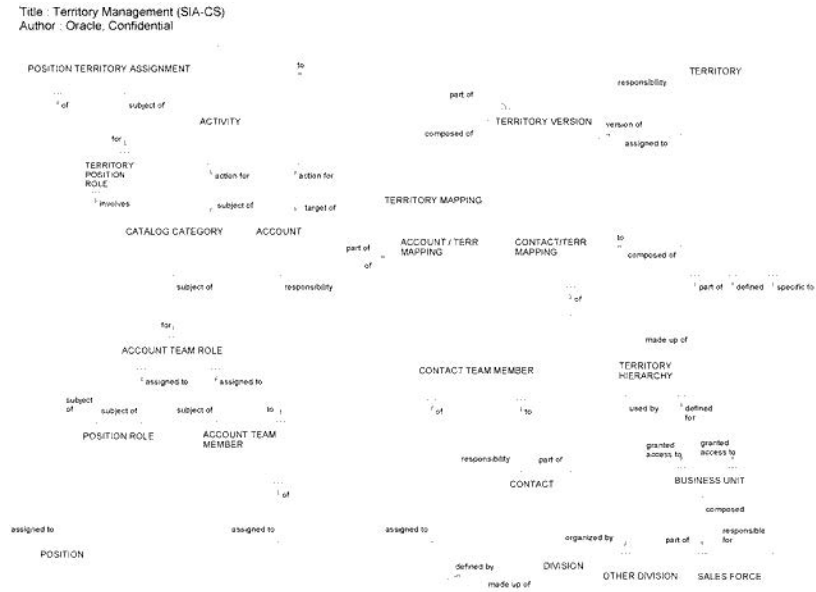 Title : Territory Management (SIA-CS)
Author : Oracle, Confidential
POSITION TERRITORY ASSIGNMENT
to
TERRITORY
responsibility
part of
of
subject of
ACTIVITY
TERRITORY VERSION
version of
composed of
for
assigned to
TERRITORY
POSITION
ROLE
action for
action for
involves
subject of
target of
TERRITORY MAPPING
CATALOG CATEGORY
ACCOUNT
to
part of
ACCOUNT / TERR
MAPPING
CONTACT/TERR
MAPPING
composed of
of
subject of
responsibility
part of
defined
specific to
of
for
made up of
ACCOUNT TEAM ROLE
CONTACT TEAM MEMBER
TERRITORY
HIERARCHY
assigned to
assigned to
subject
of
subject of
subject of
to
of
to
used by
defined
for
POSITION ROLE
ACCOUNT TEAM
MEMBER
granted
access to
granted
access to
responsibility
part of
CONTACT
BUSINESS UNIT
of
composed
assigned to
assigned to
assigned to
organized by
part of
responsible
for
POSITION
defined by
DIVISION
OTHER DIVISION
SALES FORCE
made up of